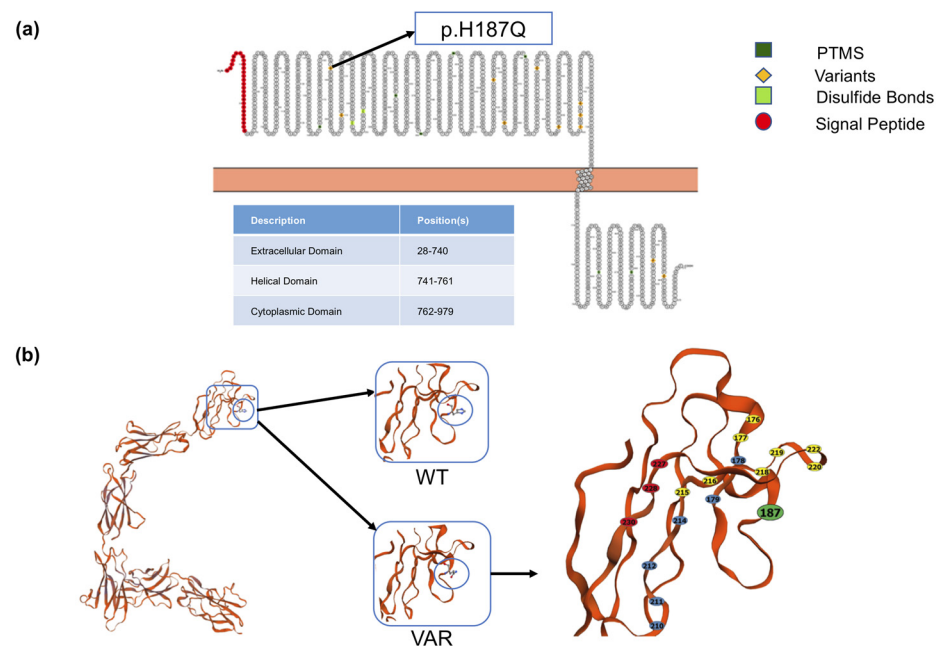 (a)
p.H187Q
PTMS
Variants
Disulfide Bonds
Signal Peptide
Description Position(s)
Extracellular Domain 28-740
Helical Domain 741-761
Cytoplasmic Domain 762-979
(b)
WT
VAR
176
177
178
219
222
220
218
227
216
228
215
179
187
230
214
212
211
210